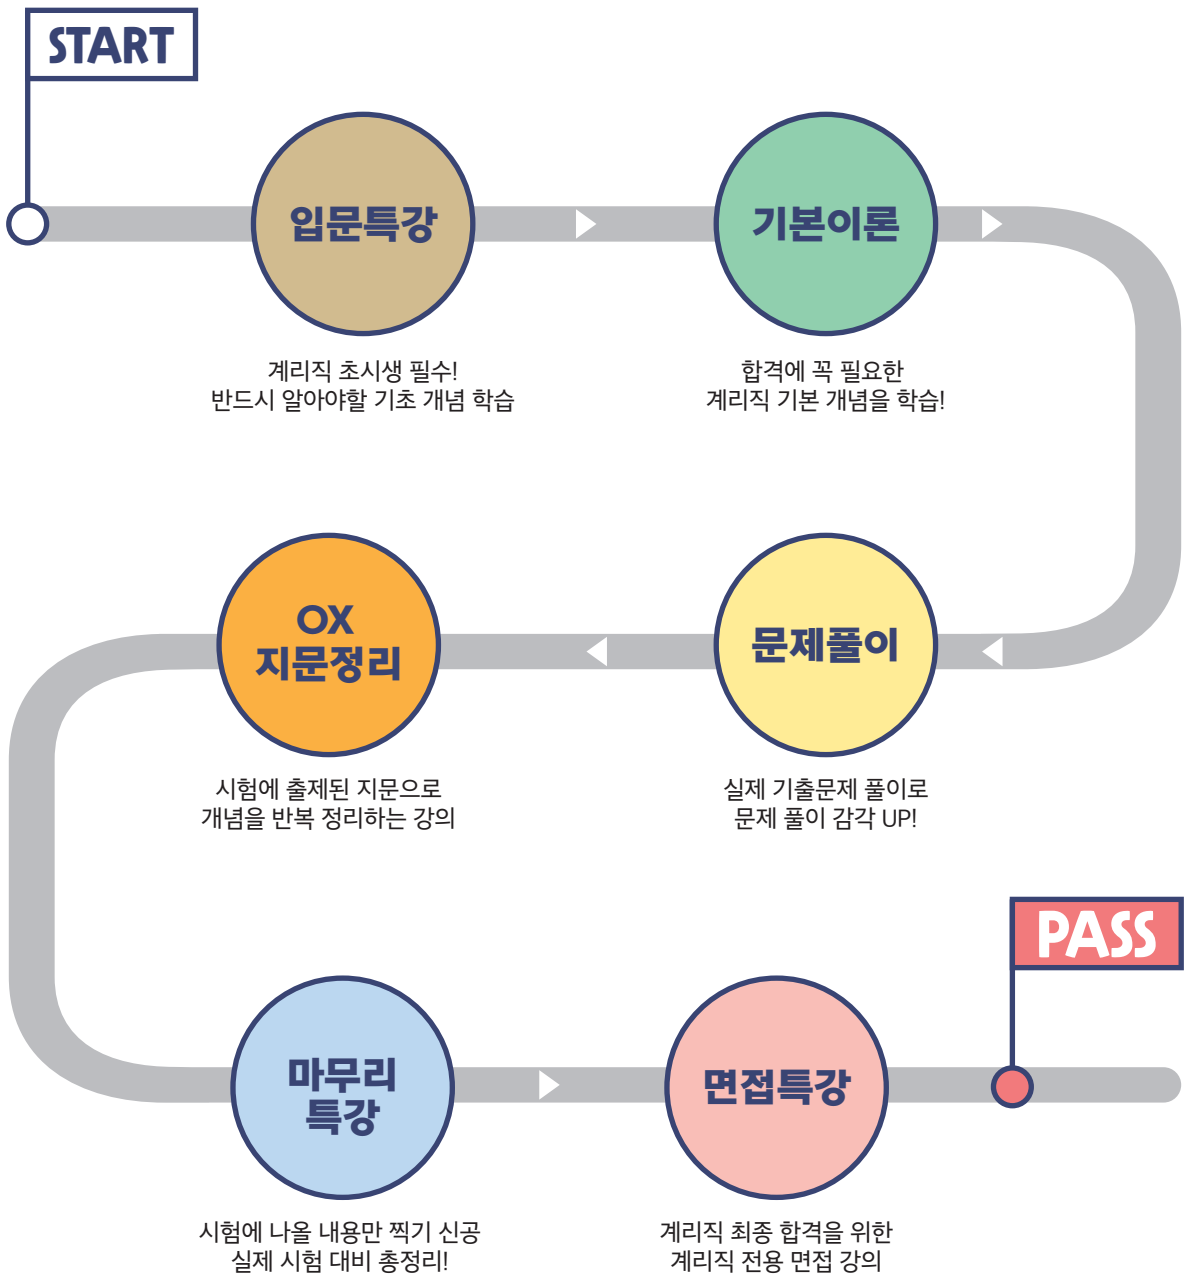 START
입문특강
계리직 초시생 필수!
반드시 알아야할 기초 개념 학습
기본이론
합격에 꼭 필요한
계리직 기본 개념을 학습!
문제풀이
실제 기출문제 풀이로
문제 풀이 감각 UP!
OX
지문정리
시험에 출제된 지문으로
개념을 반복 정리하는 강의
마무리
특강
시험에 나올 내용만 찍기 신공
실제 시험 대비 총정리!
면접특강
계리직 최종 합격을 위한
계리직 전용 면접 강의
PASS